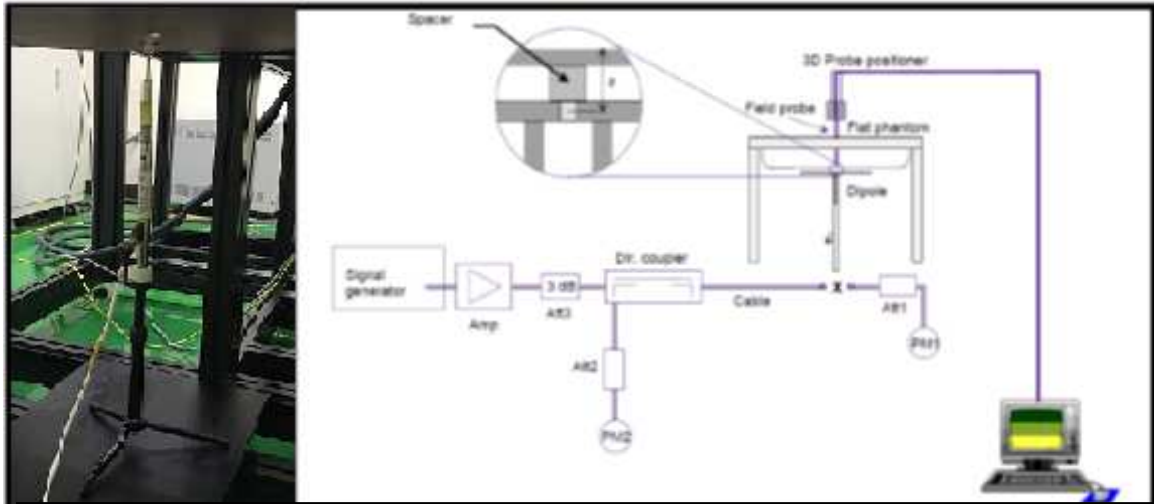 Spacer
3D Probe positioner
Field probe
Flat phantom
Dipole
Signal
generator
Amp
3 dB
Att3
Dir. coupler
Cable
Att1
PM1
Att2
PM2